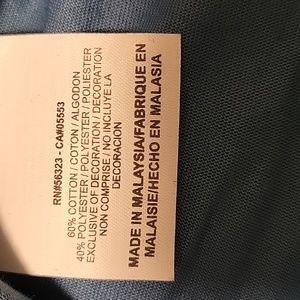 RN#56323 - CA#05553
60% COTTON / COTON / ALGODON
40% POLYESTER / POLYESTER / POLIESTER
EXCLUSIVE OF DECORATION / DECORATION
NON COMPRISE / NO INCLUYE LA
DECORACION
MADE IN MALAYSIA/FABRIQUE EN
MALAISIE/HECHO EN MALASIA